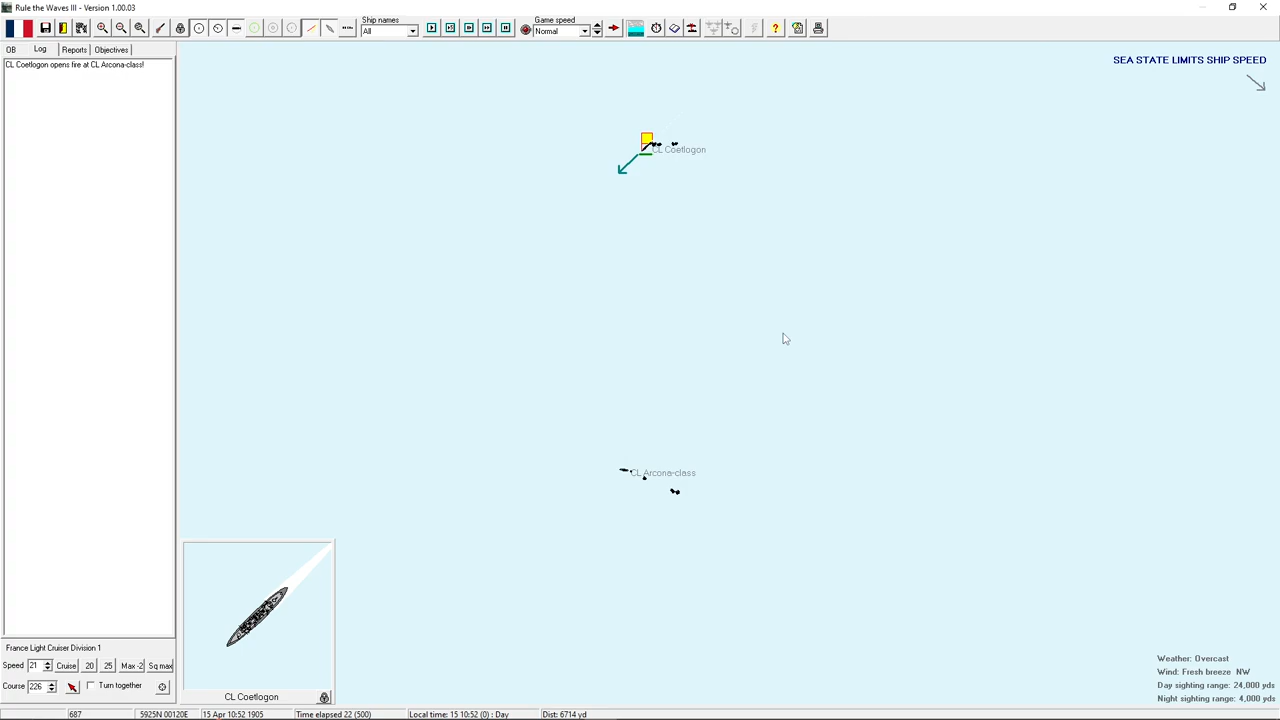 Rule the Waves III - Version 1.00.03
Ship names
All
Game speed
Normal
OB Log Reports Objectives
CL Coetlogon opens fire at CL Arcona-class!
SEA STATE LIMITS SHIP SPEED
CL Coetlogon
CL Arcona-class
France Light Cruiser Division 1
Speed 21 Cruise 20 25 Max -2 Sq max
Course 226 Turn together
CL Coetlogon
Weather: Overcast
Wind: Fresh breeze NW
Day sighting range: 24,000 yds
Night sighting range: 4,000 yds
687 5925N 00120E 15 Apr 10:52 1905 Time elapsed 22 (500) Local time: 15 10:52 (0) : Day Dist: 6714 yd